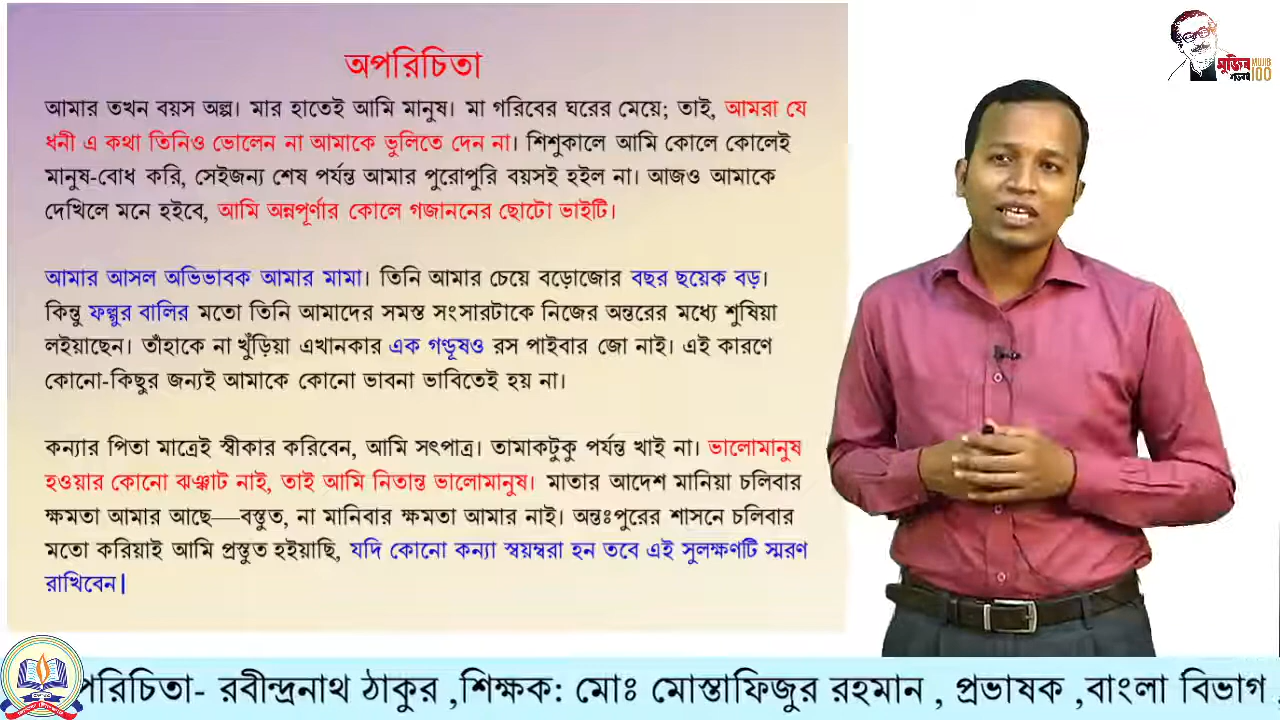 অপরিচিতা
আমার তখন বয়স অল্প। মার হাতেই আমি মানুষ। মা গরিবের ঘরের মেয়ে; তাই, আমরা যে
ধনী এ কথা তিনিও ভোলেন না আমাকে ভুলিতে দেন না। শিশুকালে আমি কোলে কোলেই
মানুষ-বোধ করি, সেইজন্য শেষ পর্যন্ত আমার পুরোপুরি বয়সই হইল না। আজও আমাকে
দেখিলে মনে হইবে, আমি অন্নপূর্ণার কোলে গজাননের ছোটো ভাইটি।
আমার আসল অভিভাবক আমার মামা। তিনি আমার চেয়ে বড়োজোর বছর ছয়েক বড়।
কিন্তু ফল্গুর বালির মতো তিনি আমাদের সমস্ত সংসারটাকে নিজের অন্তরের মধ্যে শুষিয়া
লইয়াছেন। তাঁহাকে না খুঁড়িয়া এখানকার এক গণ্ডূষও রস পাইবার জো নাই। এই কারণে
কোনো-কিছুর জন্যই আমাকে কোনো ভাবনা ভাবিতেই হয় না।
কন্যার পিতা মাত্রেই স্বীকার করিবেন, আমি সৎপাত্র। তামাকটুকু পর্যন্ত খাই না। ভালোমানুষ
হওয়ার কোনো ঝঞ্ঝাট নাই, তাই আমি নিতান্ত ভালোমানুষ। মাতার আদেশ মানিয়া চলিবার
ক্ষমতা আমার আছে—বস্তুত, না মানিবার ক্ষমতা আমার নাই। অন্তঃপুরের শাসনে চলিবার
মতো করিয়াই আমি প্রস্তুত হইয়াছি, যদি কোনো কন্যা স্বয়ম্বরা হন তবে এই সুলক্ষণটি স্মরণ
রাখিবেন|
মুজিব MUJIB
শতবর্ষ 100
পরিচিতা- রবীন্দ্রনাথ ঠাকুর ,শিক্ষক: মোঃ মোস্তাফিজুর রহমান , প্রভাষক ,বাংলা বিভাগ ,